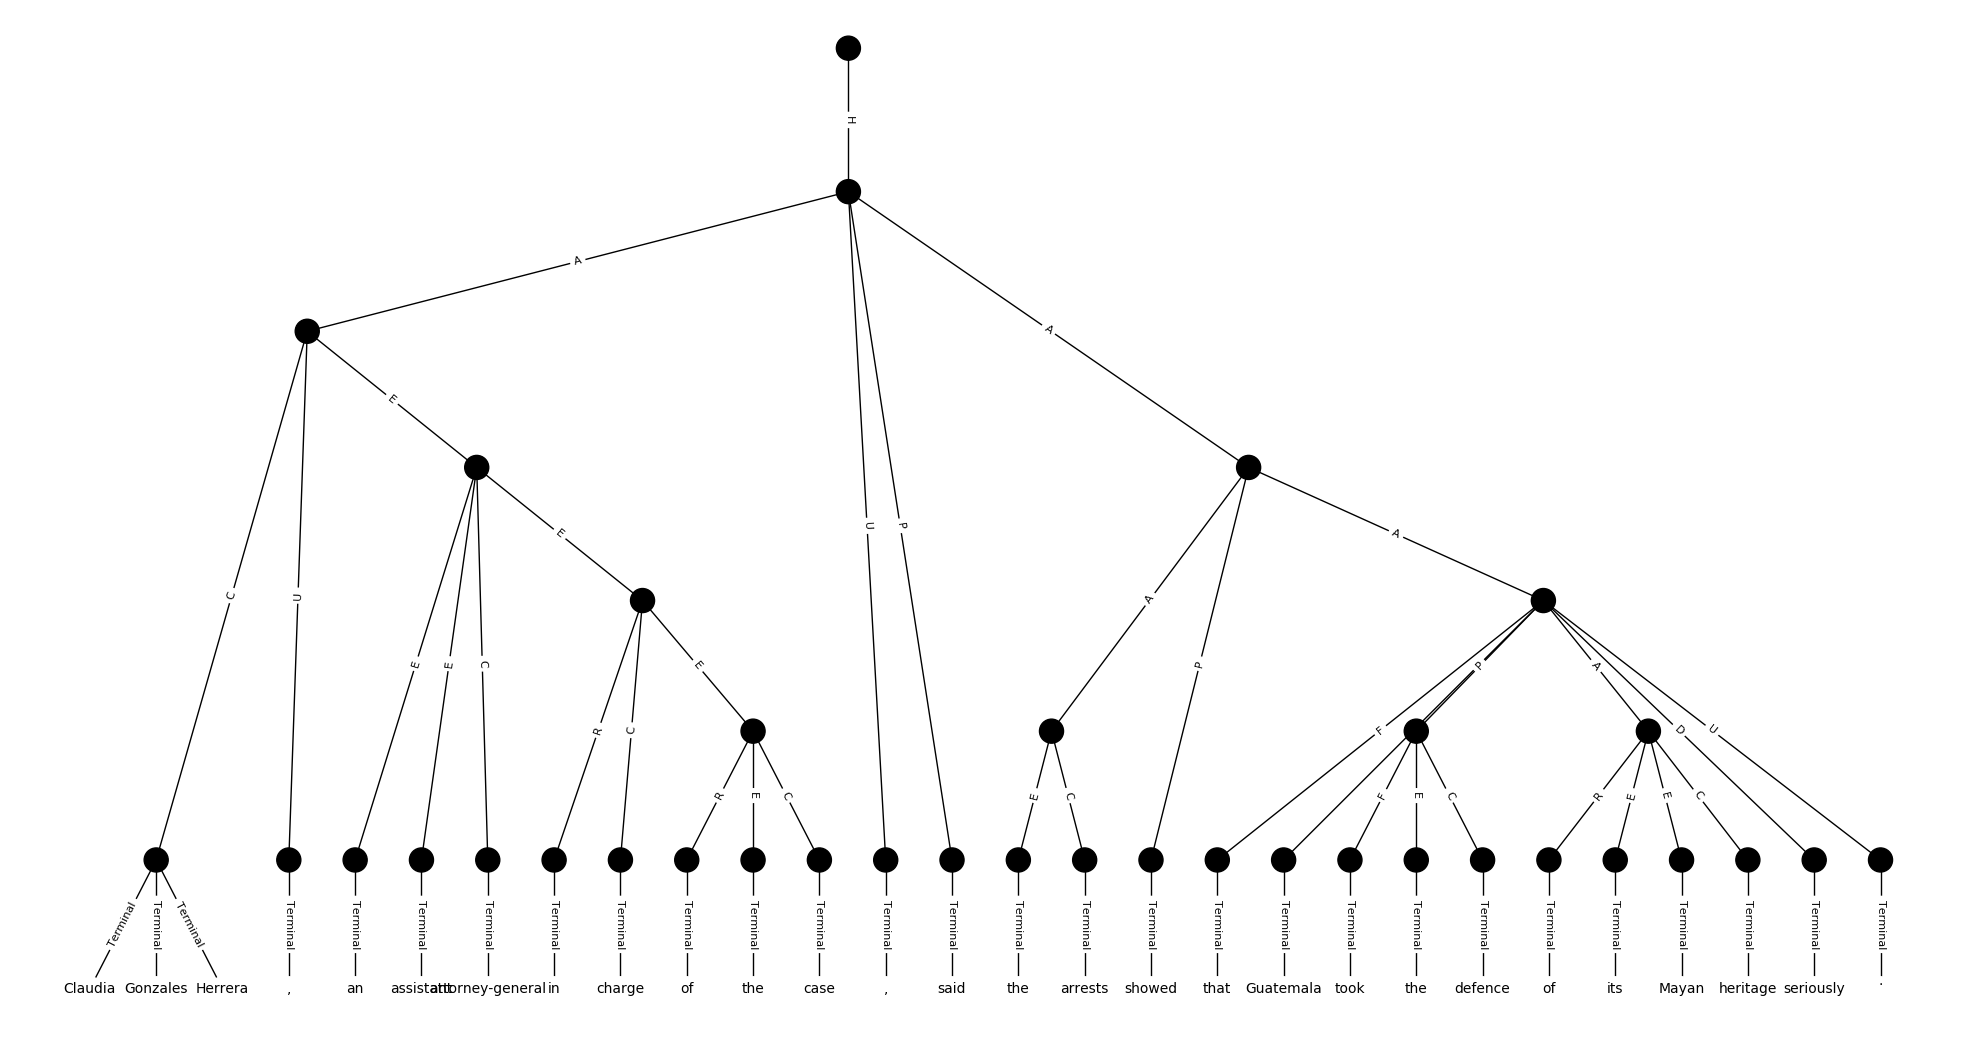 H
A
A
E
E
A
U
P
C
U
A
E
E
C
E
P
P
A
R
C
F
D
U
R
E
C
E
C
F
E
C
R
E
E
C
Terminal Terminal Terminal Terminal Terminal Terminal Terminal Terminal Terminal Terminal Terminal Terminal Terminal Terminal Terminal Terminal Terminal Terminal Terminal Terminal Terminal Terminal Terminal Terminal Terminal Terminal Terminal Terminal
Claudia Gonzales Herrera , an assistant attorney-general in charge of the case , said the arrests showed that Guatemala took the defence of its Mayan heritage seriously .